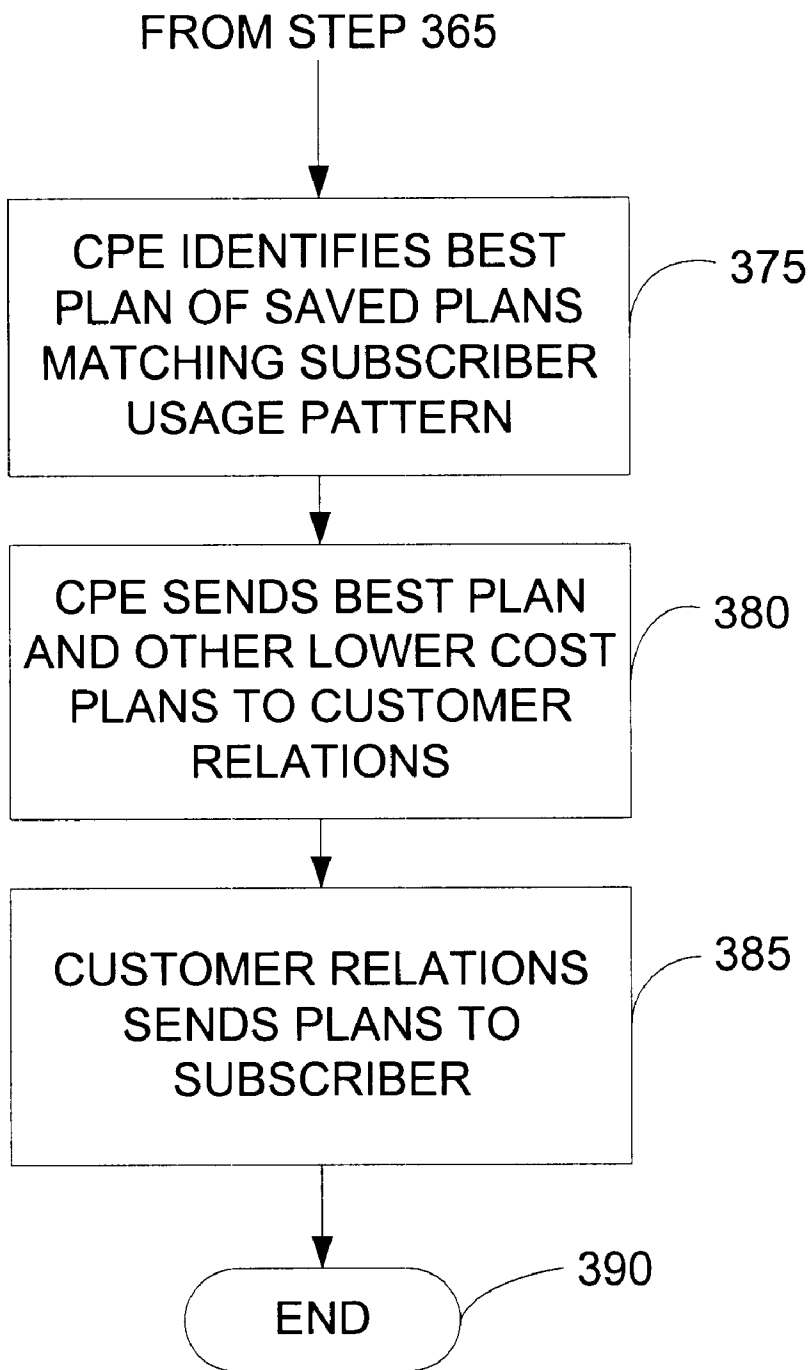 FROM STEP 365
CPE IDENTIFIES BEST
PLAN OF SAVED PLANS
MATCHING SUBSCRIBER
USAGE PATTERN
375
CPE SENDS BEST PLAN
AND OTHER LOWER COST
PLANS TO CUSTOMER
RELATIONS
380
CUSTOMER RELATIONS
SENDS PLANS TO
SUBSCRIBER
385
END
390